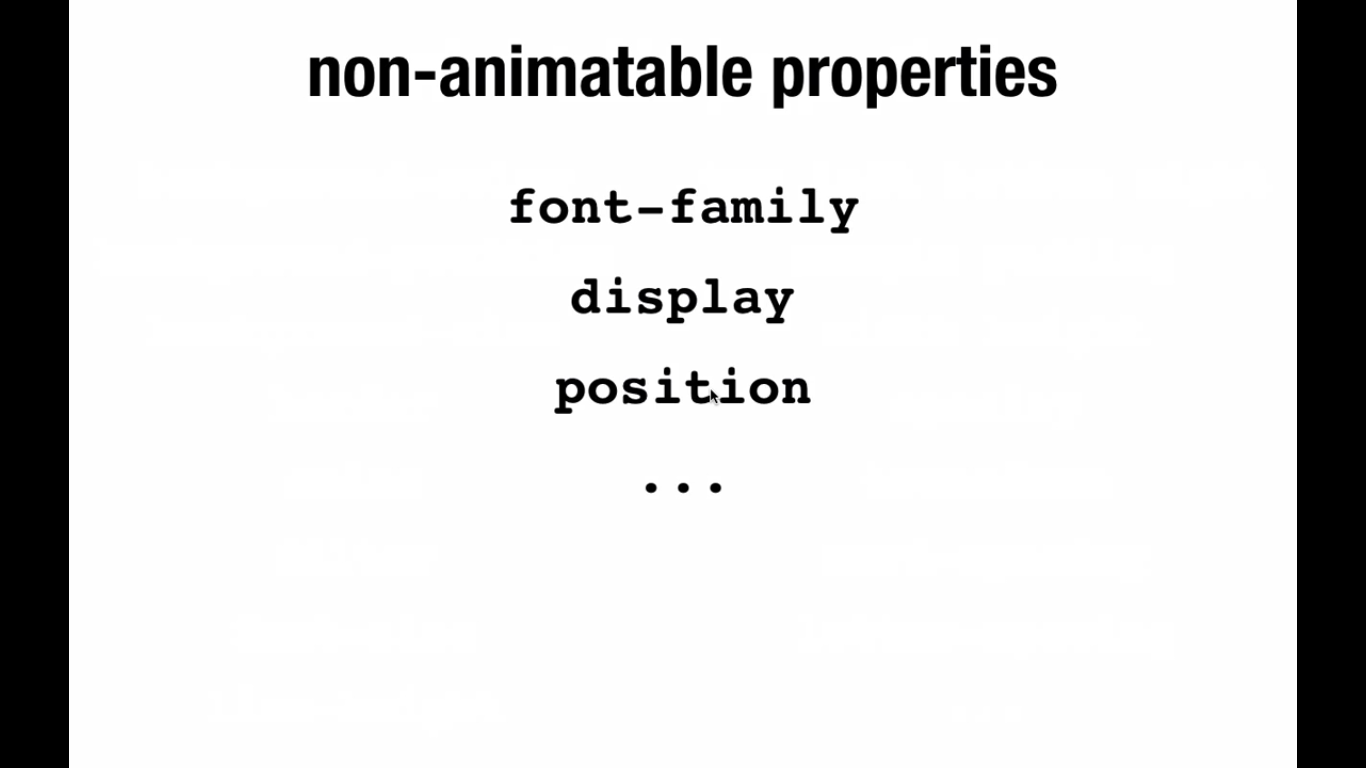 non-animatable properties
font-family
display
position
...